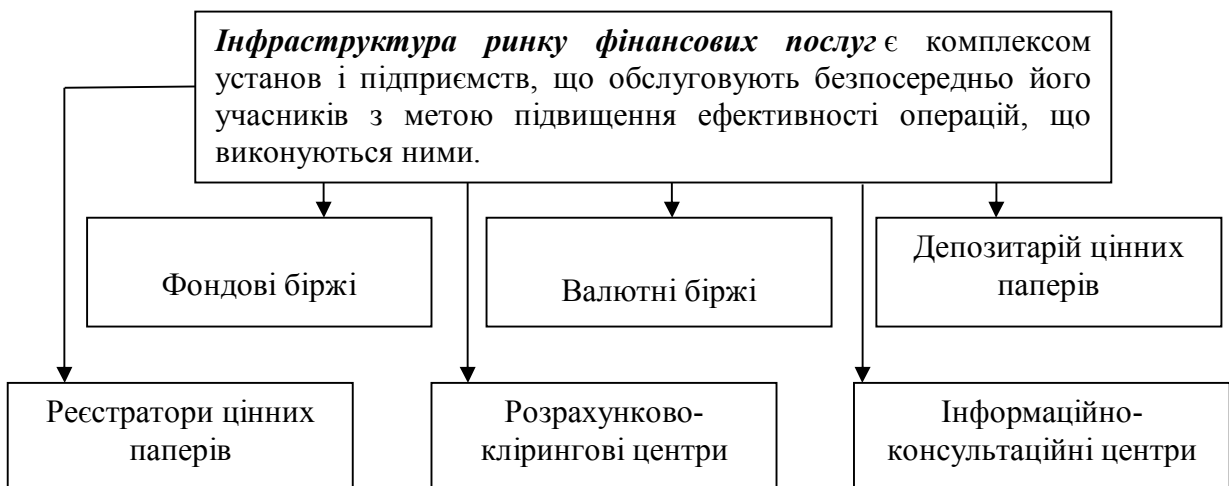 Інфраструктура ринку фінансових послуг є комплексом
установ і підприємств, що обслуговують безпосередньо його
учасників з метою підвищення ефективності операцій, що
виконуються ними.
Фондові біржі
Валютні біржі
Депозитарій цінних
паперів
Реєстратори цінних
паперів
Розрахунково-
клірингові центри
Інформаційно-
консультаційні центри